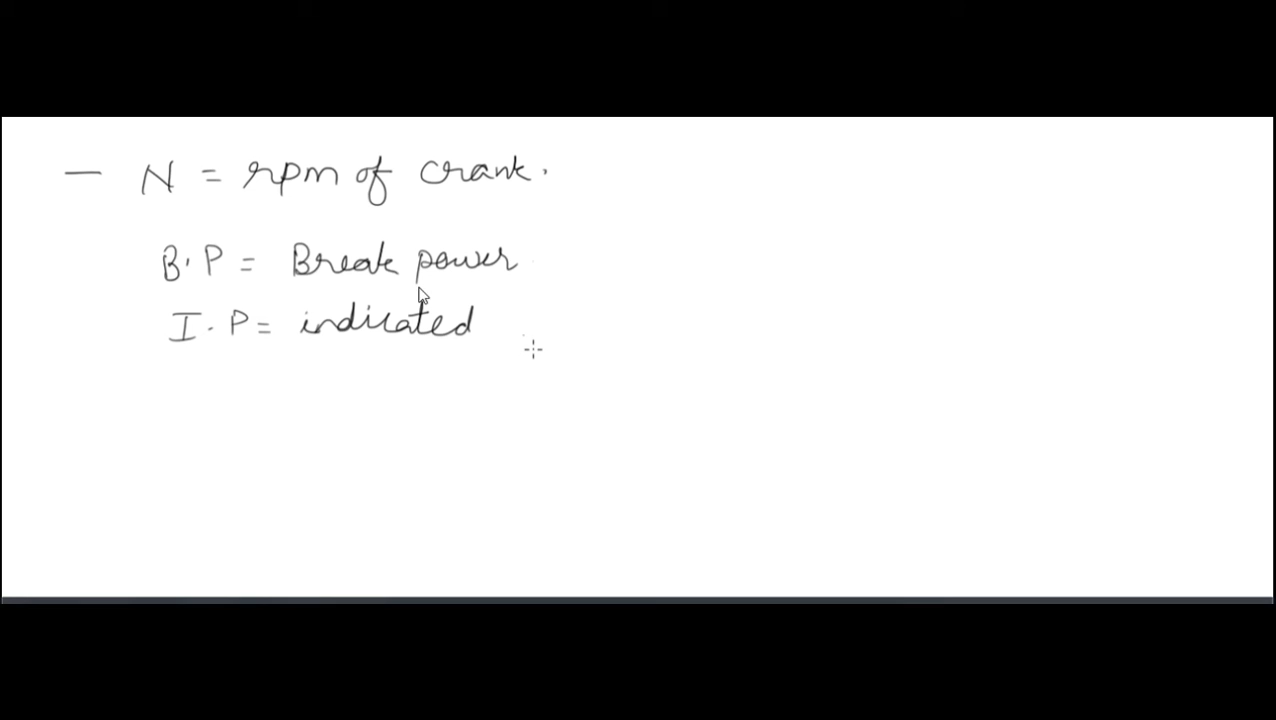 — N = rpm of crank.
B.P = Break power
I.P = indicated